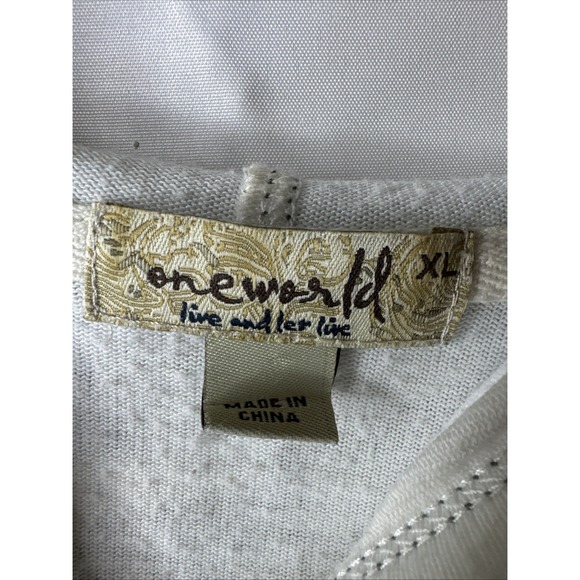 oneworld
XL
live and let live
MADE IN
CHINA